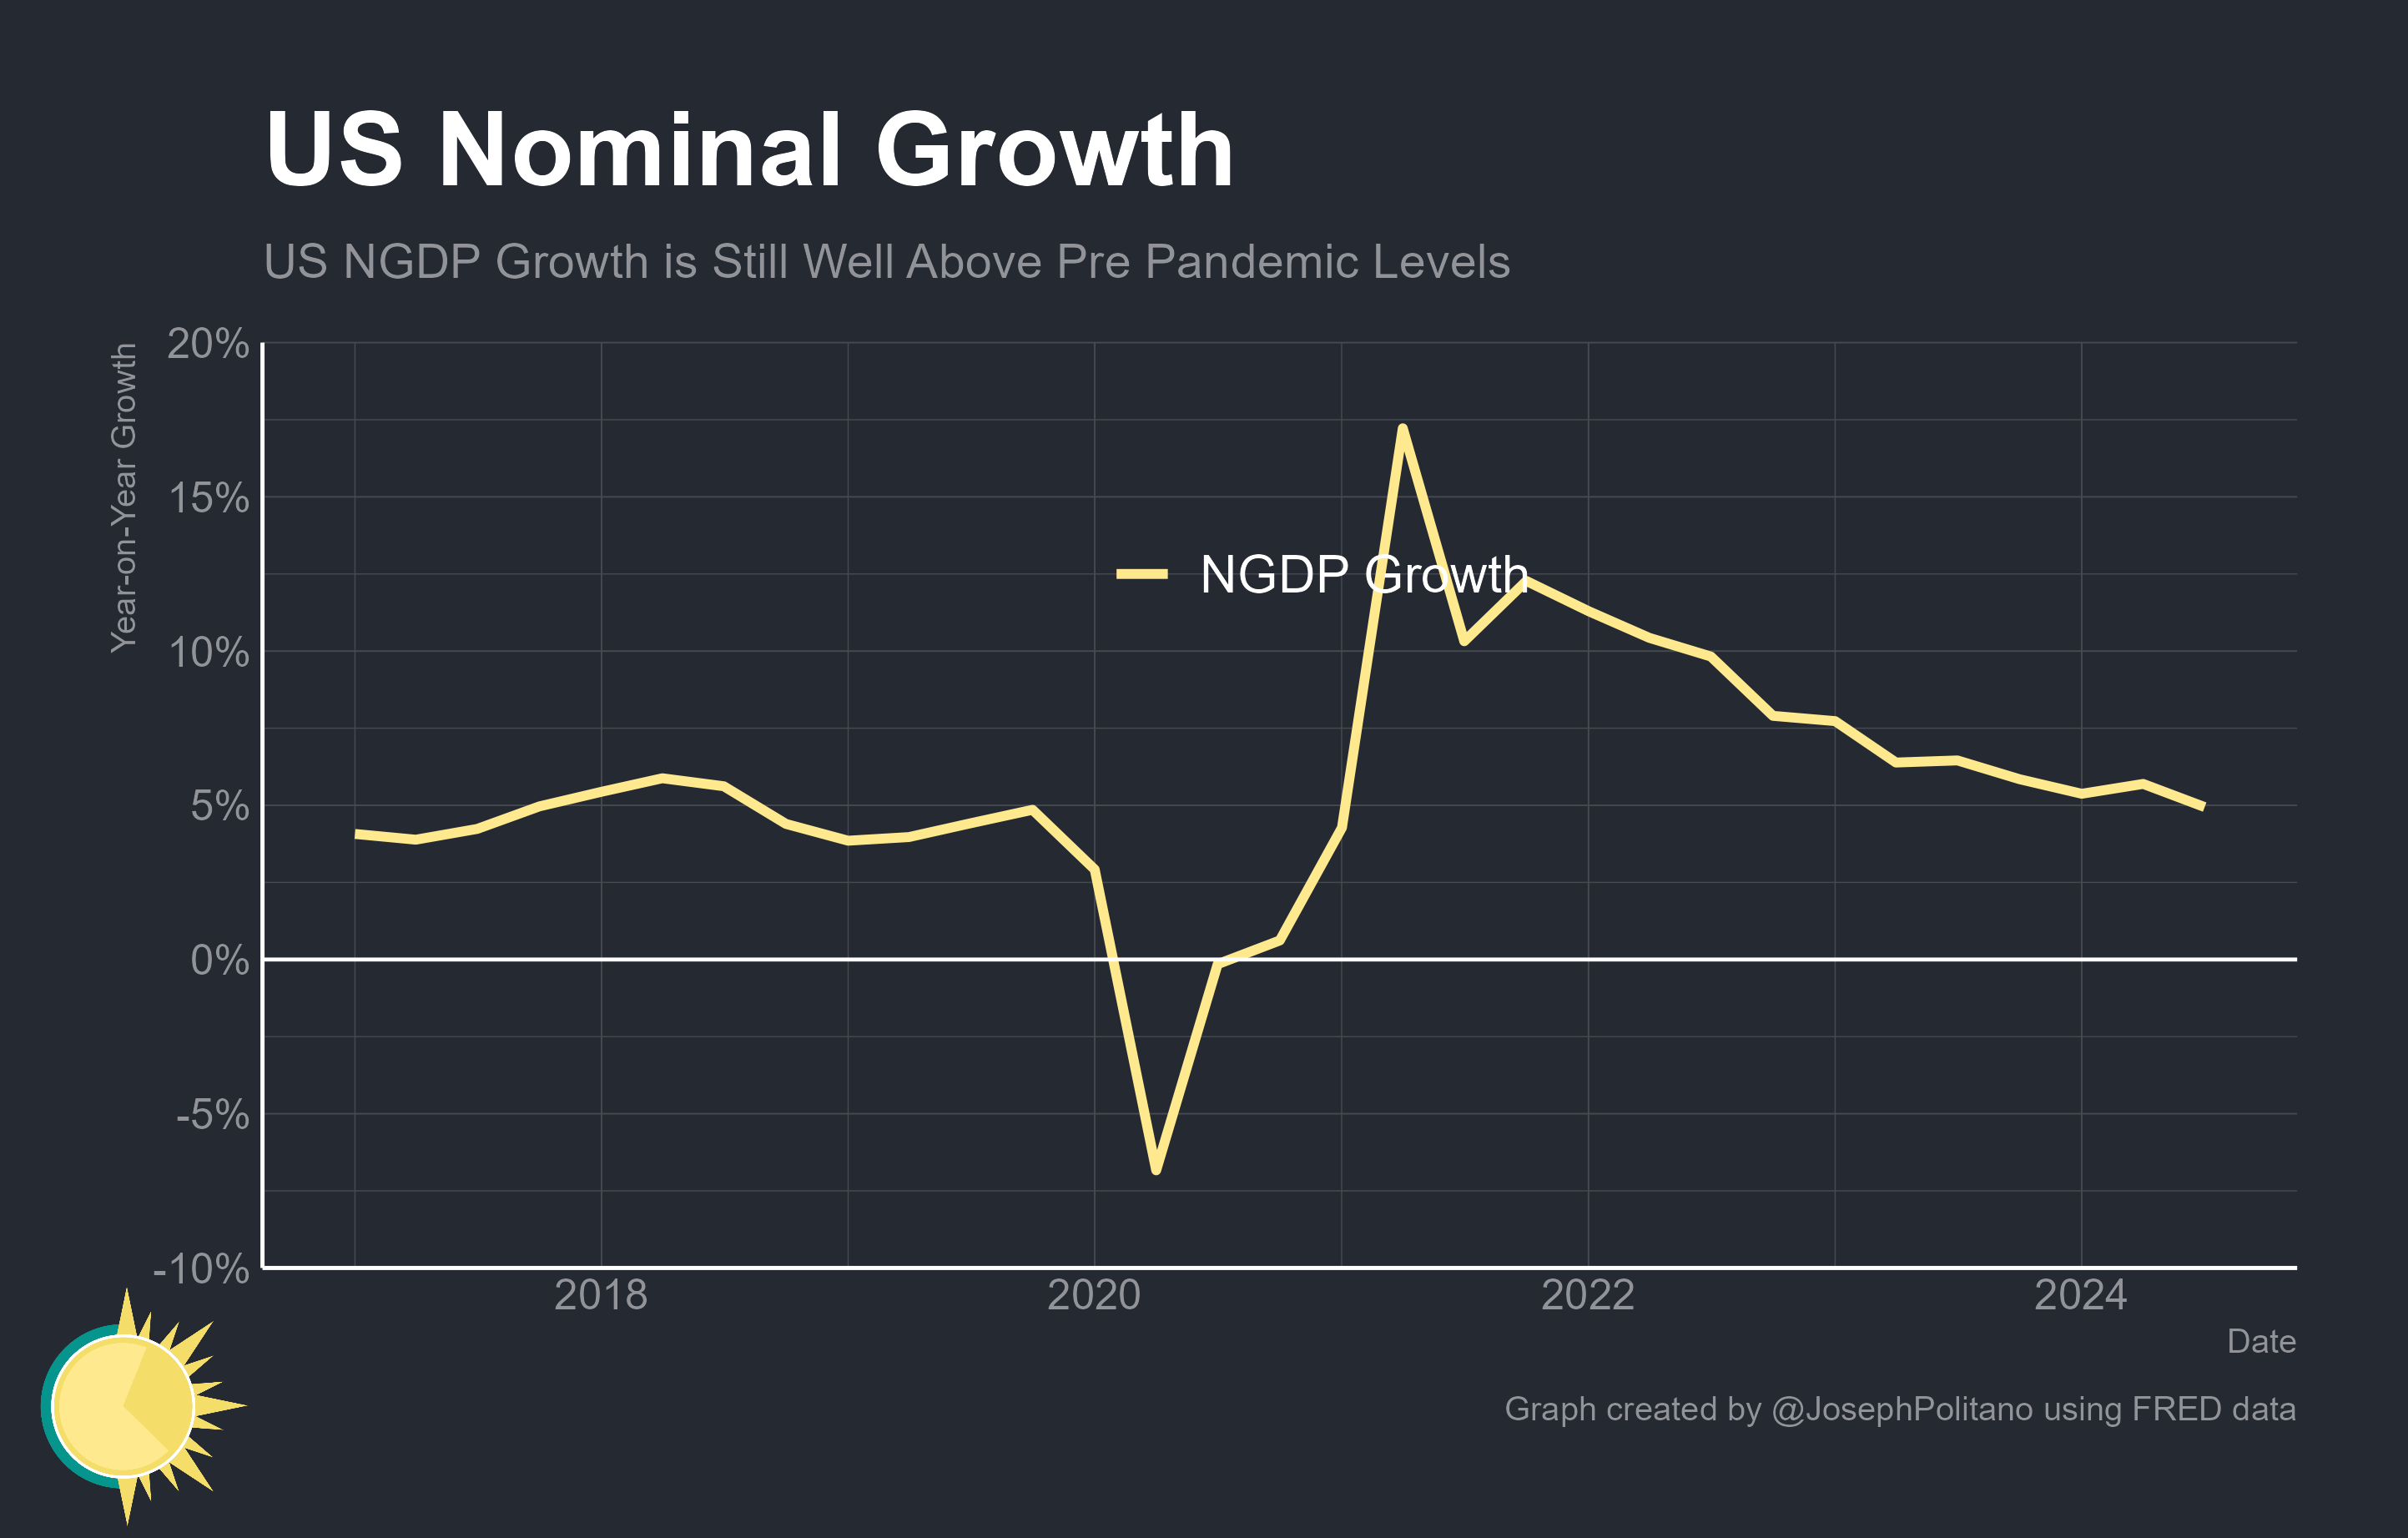 US Nominal Growth
US NGDP Growth is Still Well Above Pre Pandemic Levels
Year-on-Year Growth
20%
15%
10%
5%
0%
-5%
-10%
NGDP Growth
2018
2020
2022
2024
Date
Graph created by @JosephPolitano using FRED data